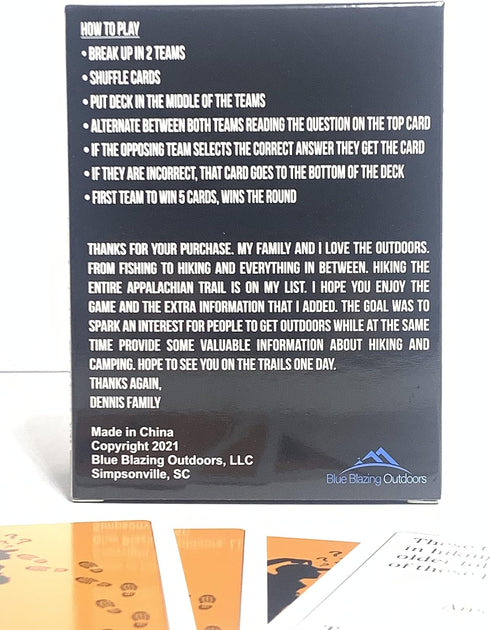 HOW TO PLAY
• BREAK UP IN 2 TEAMS
• SHUFFLE CARDS
• PUT DECK IN THE MIDDLE OF THE TEAMS
• ALTERNATE BETWEEN BOTH TEAMS READING THE QUESTION ON THE TOP CARD
• IF THE OPPOSING TEAM SELECTS THE CORRECT ANSWER THEY GET THE CARD
• IF THEY ARE INCORRECT, THAT CARD GOES TO THE BOTTOM OF THE DECK
• FIRST TEAM TO WIN 5 CARDS, WINS THE ROUND
THANKS FOR YOUR PURCHASE. MY FAMILY AND I LOVE THE OUTDOORS.
FROM FISHING TO HIKING AND EVERYTHING IN BETWEEN. HIKING THE
ENTIRE APPALACHIAN TRAIL IS ON MY LIST. I HOPE YOU ENJOY THE
GAME AND THE EXTRA INFORMATION THAT I ADDED. THE GOAL WAS TO
SPARK AN INTEREST FOR PEOPLE TO GET OUTDOORS WHILE AT THE SAME
TIME PROVIDE SOME VALUABLE INFORMATION ABOUT HIKING AND
CAMPING. HOPE TO SEE YOU ON THE TRAILS ONE DAY.
THANKS AGAIN,
DENNIS FAMILY
Made in China
Copyright 2021
Blue Blazing Outdoors, LLC
Simpsonville, SC
Blue Blazing Outdoors
in
older
of those